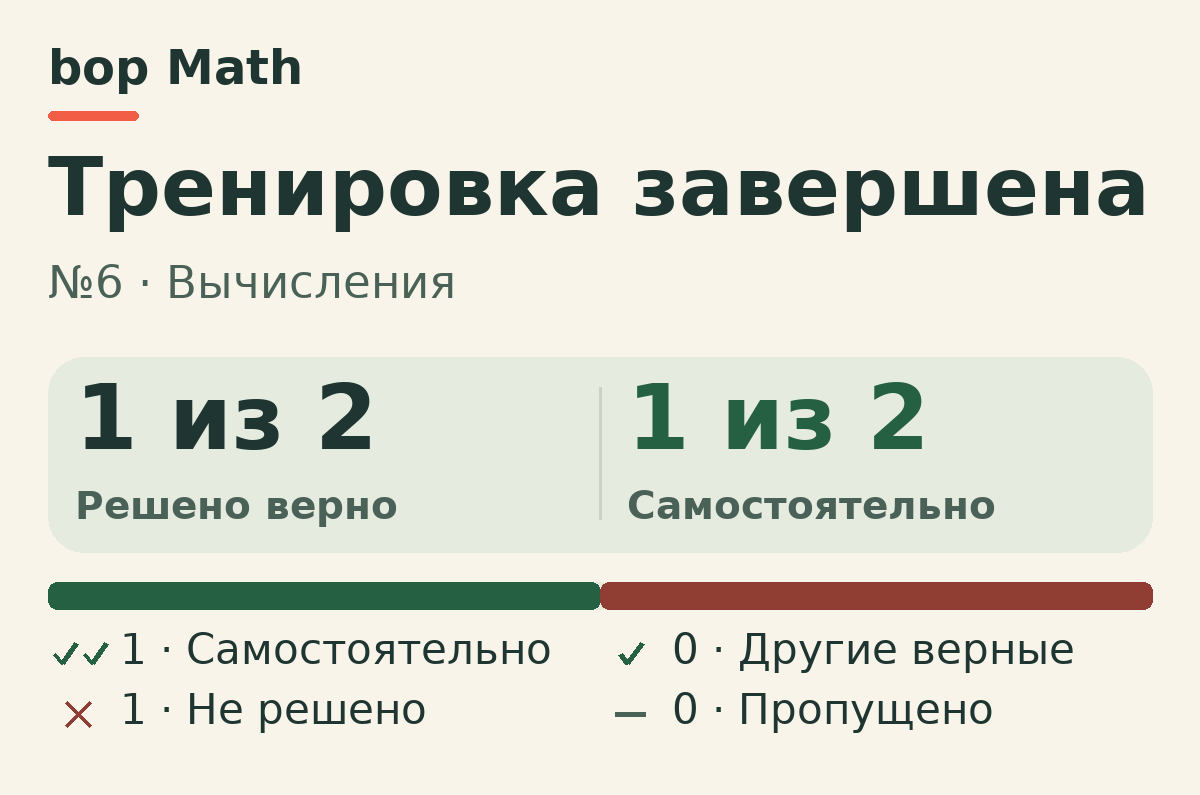 bop Math
Тренировка завершена
№6 · Вычисления
1 из 2
Решено верно
1 из 2
Самостоятельно
✓✓ 1 · Самостоятельно
✓ 0 · Другие верные
× 1 · Не решено
— 0 · Пропущено